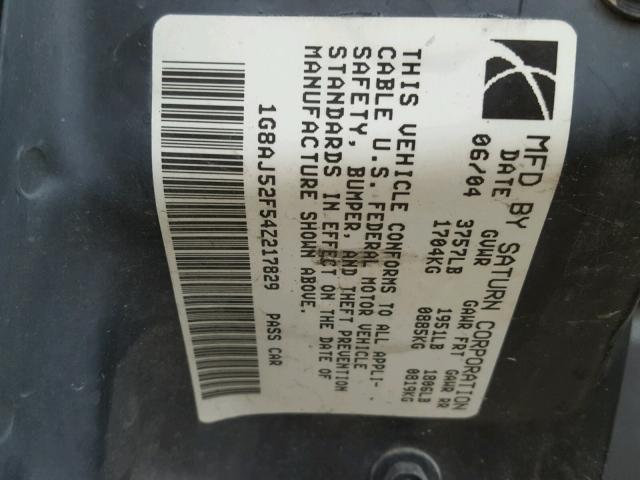 MFD BY SATURN CORPORATION
DATE GVWR GAWR FRT GAWR RR
06/04 3757LB 1951LB 1806LB
1704KG 0885KG 0819KG
THIS VEHICLE CONFORMS TO ALL APPLI-
CABLE U.S. FEDERAL MOTOR VEHICLE
SAFETY, BUMPER, AND THEFT PREVENTION
STANDARDS IN EFFECT ON THE DATE OF
MANUFACTURE SHOWN ABOVE.
1G8AJ52F54Z217829 PASS CAR